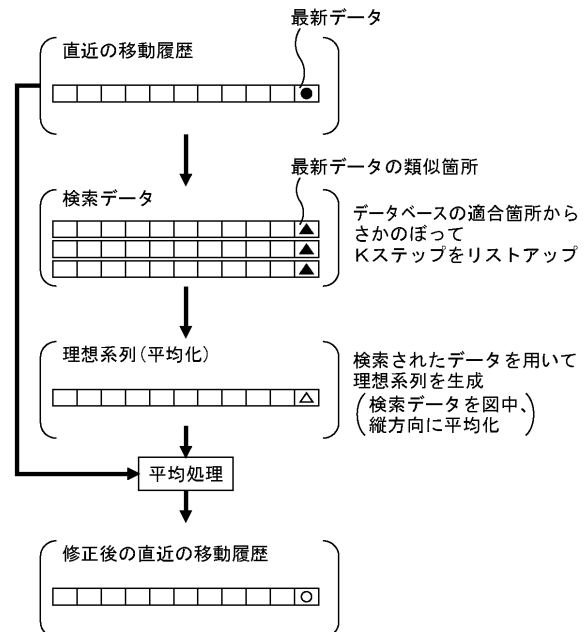 最新データ
直近の移動履歴
最新データの類似箇所
検索データ
データベースの適合箇所から
さかのぼって
Kステップをリストアップ
理想系列(平均化)
検索されたデータを用いて
理想系列を生成
(検索データを図中、
縦方向に平均化)
平均処理
修正後の直近の移動履歴